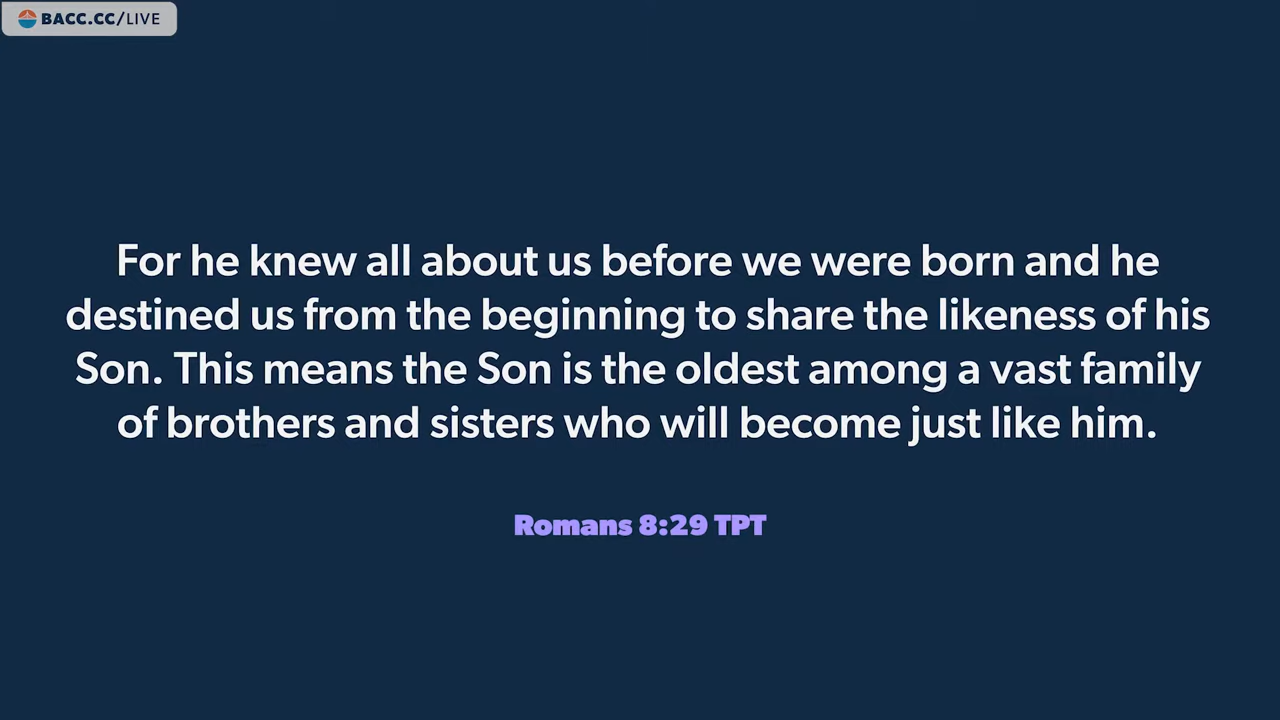 BACC.CC/LIVE
For he knew all about us before we were born and he
destined us from the beginning to share the likeness of his
Son. This means the Son is the oldest among a vast family
of brothers and sisters who will become just like him.
Romans 8:29 TPT